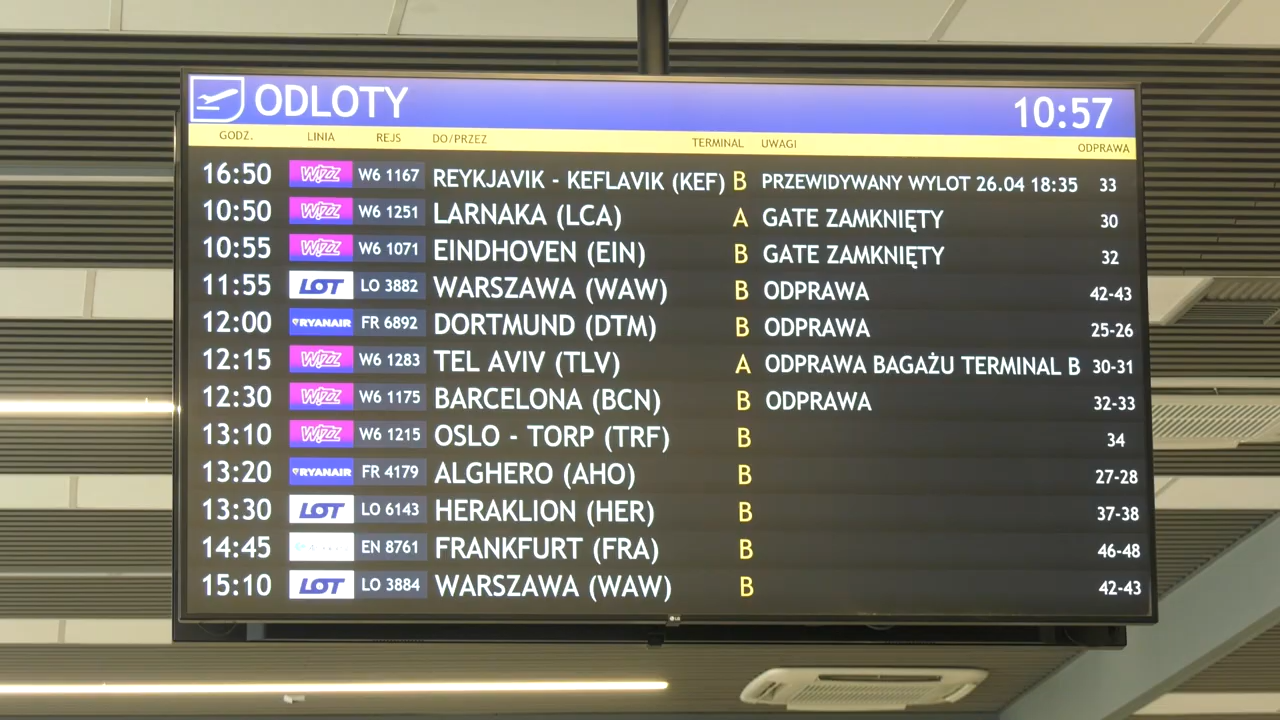 ODLOTY 10:57
GODZ. LINIA REJS DO/PRZEZ TERMINAL UWAGI ODPRAWA
16:50 Wizz W6 1167 REYKJAVIK - KEFLAVIK (KEF) B PRZEWIDYWANY WYLOT 26.04 18:35 33
10:50 Wizz W6 1251 LARNAKA (LCA) A GATE ZAMKNIĘTY 30
10:55 Wizz W6 1071 EINDHOVEN (EIN) B GATE ZAMKNIĘTY 32
11:55 LOT LO 3882 WARSZAWA (WAW) B ODPRAWA 42-43
12:00 RYANAIR FR 6892 DORTMUND (DTM) B ODPRAWA 25-26
12:15 Wizz W6 1283 TEL AVIV (TLV) A ODPRAWA BAGAŻU TERMINAL B 30-31
12:30 Wizz W6 1175 BARCELONA (BCN) B ODPRAWA 32-33
13:10 Wizz W6 1215 OSLO - TORP (TRF) B 34
13:20 RYANAIR FR 4179 ALGHERO (AHO) B 27-28
13:30 LOT LO 6143 HERAKLION (HER) B 37-38
14:45 EN 8761 FRANKFURT (FRA) B 46-48
15:10 LOT LO 3884 WARSZAWA (WAW) B 42-43
LG